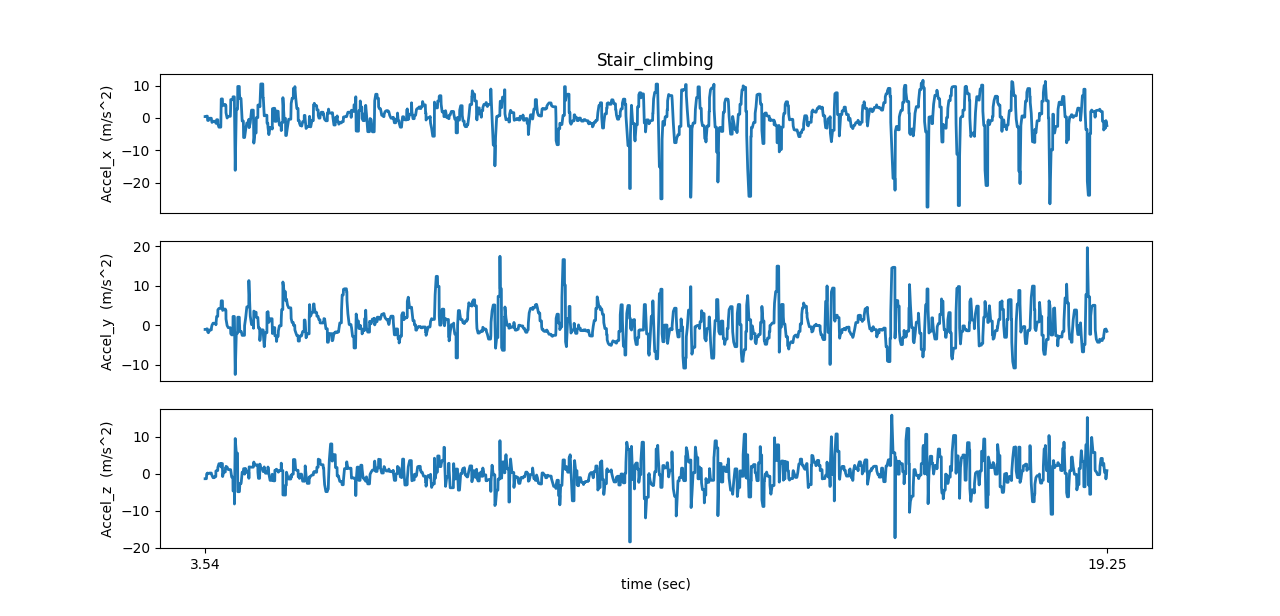 Stair_climbing
Accel_x (m/s^2)
10
0
−10
−20
Accel_y (m/s^2)
20
10
0
−10
Accel_z (m/s^2)
10
0
−10
−20
3.54 19.25
time (sec)